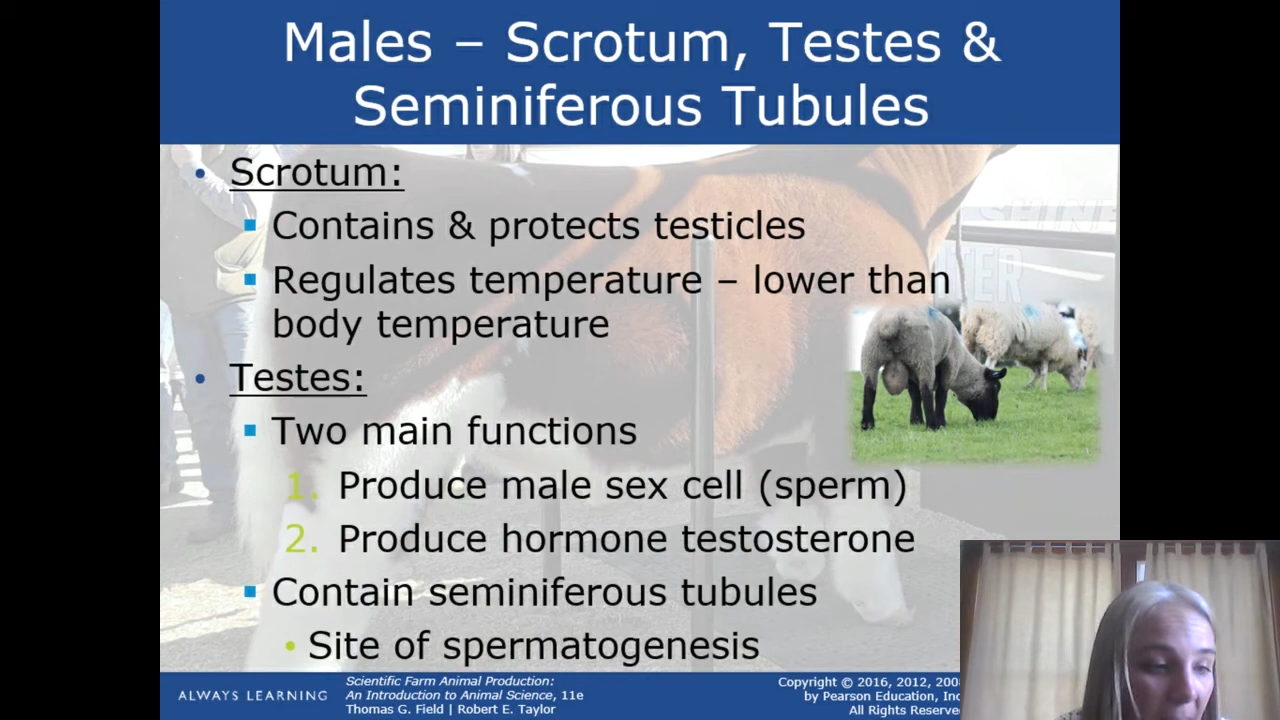 Males – Scrotum, Testes &
Seminiferous Tubules
• Scrotum:
▪ Contains & protects testicles
▪ Regulates temperature – lower than
body temperature
• Testes:
▪ Two main functions
1. Produce male sex cell (sperm)
2. Produce hormone testosterone
▪ Contain seminiferous tubules
• Site of spermatogenesis
ALWAYS LEARNING
Scientific Farm Animal Production:
An Introduction to Animal Science, 11e
Thomas G. Field | Robert E. Taylor
Copyright © 2016, 2012, 200
by Pearson Education, Inc
All Rights Reserve